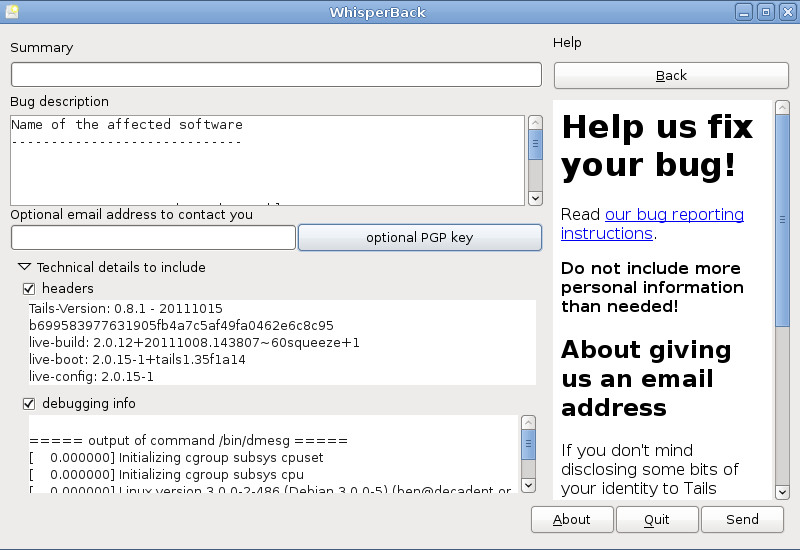 WhisperBack
Summary
Bug description
Name of the affected software
----------------------------
Optional email address to contact you
optional PGP key
Technical details to include
headers
Tails-Version: 0.8.1 - 20111015
b699583977631905fb4a7c5af49fa0462e6c8c95
live-build: 2.0.12+20111008.143807~60squeeze+1
live-boot: 2.0.15-1+tails1.35f1a14
live-config: 2.0.15-1
debugging info
===== output of command /bin/dmesg =====
[    0.000000] Initializing cgroup subsys cpuset
[    0.000000] Initializing cgroup subsys cpu
[    0.000000] Linux version 3.0.0-2-486 (Debian 3.0.0-5) (ben@decadent.or
Help
Back
Help us fix
your bug!
Read our bug reporting
instructions.
Do not include more
personal information
than needed!
About giving
us an email
address
If you don't mind
disclosing some bits of
your identity to Tails
About
Quit
Send